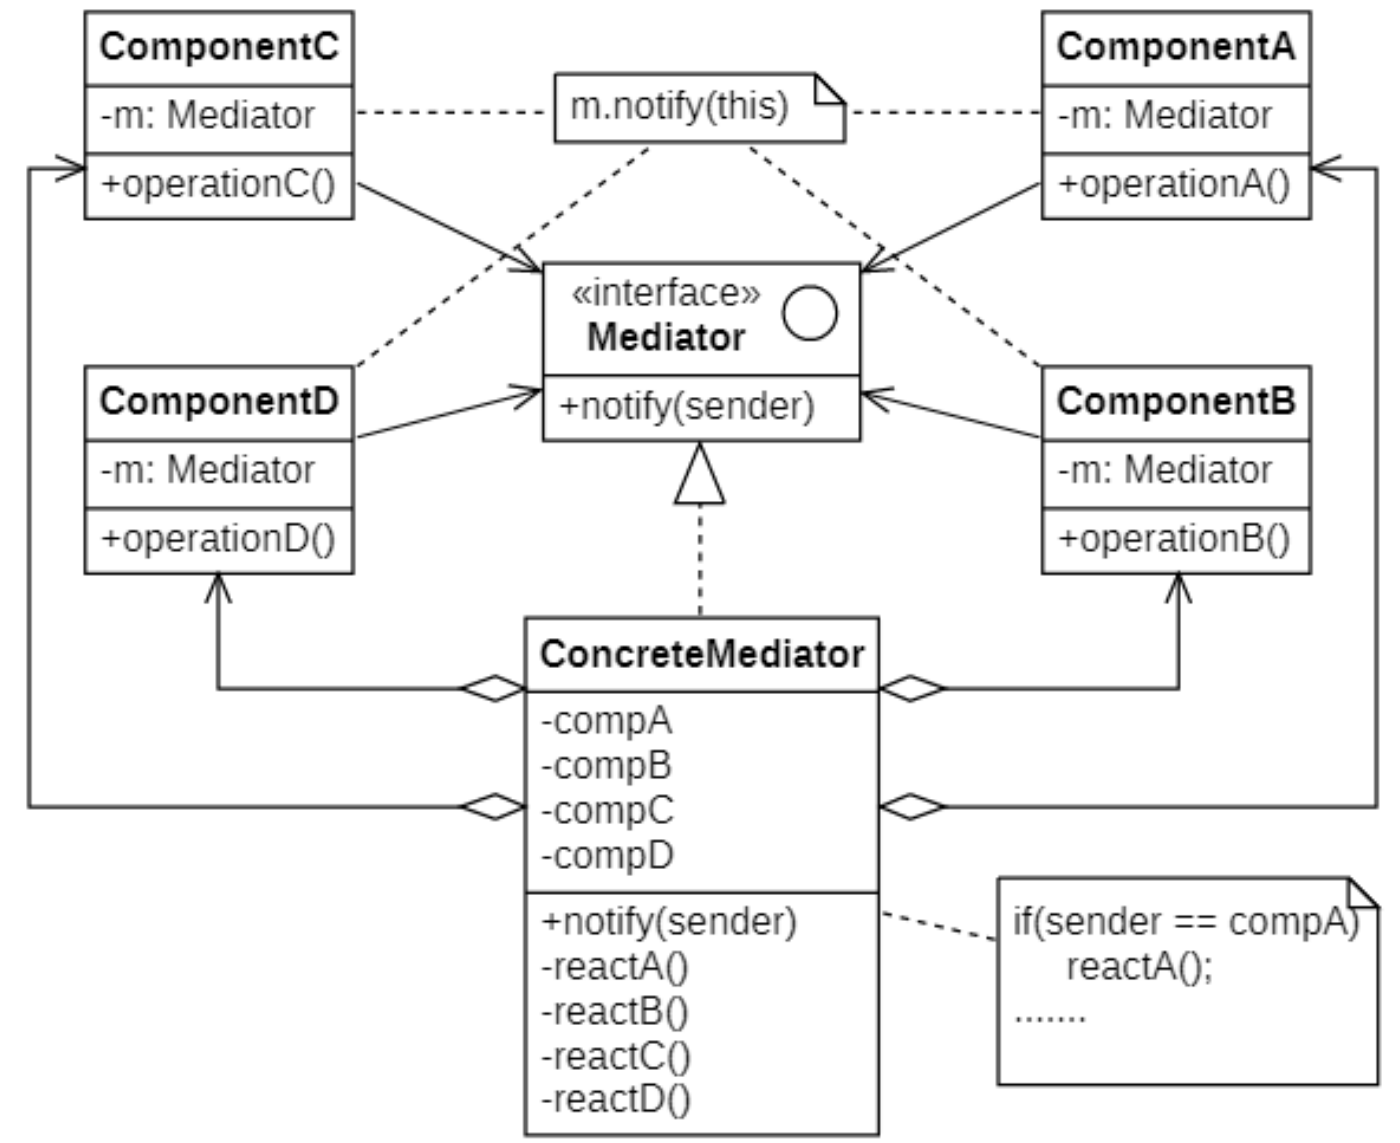 ComponentC
-m: Mediator
+operationC()
m.notify(this)
ComponentA
-m: Mediator
+operationA()
«interface»
Mediator
+notify(sender)
ComponentD
-m: Mediator
+operationD()
ComponentB
-m: Mediator
+operationB()
ConcreteMediator
-compA
-compB
-compC
-compD
+notify(sender)
-reactA()
-reactB()
-reactC()
-reactD()
if(sender == compA)
reactA();
.......